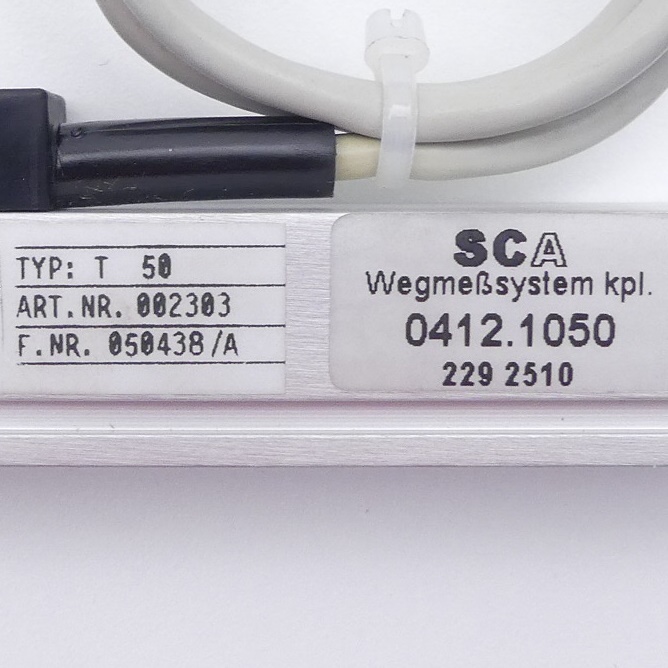 TYP: T 50
ART.NR. 002303
F.NR. 050438/A
SCA
Wegmeßsystem kpl.
0412.1050
229 2510